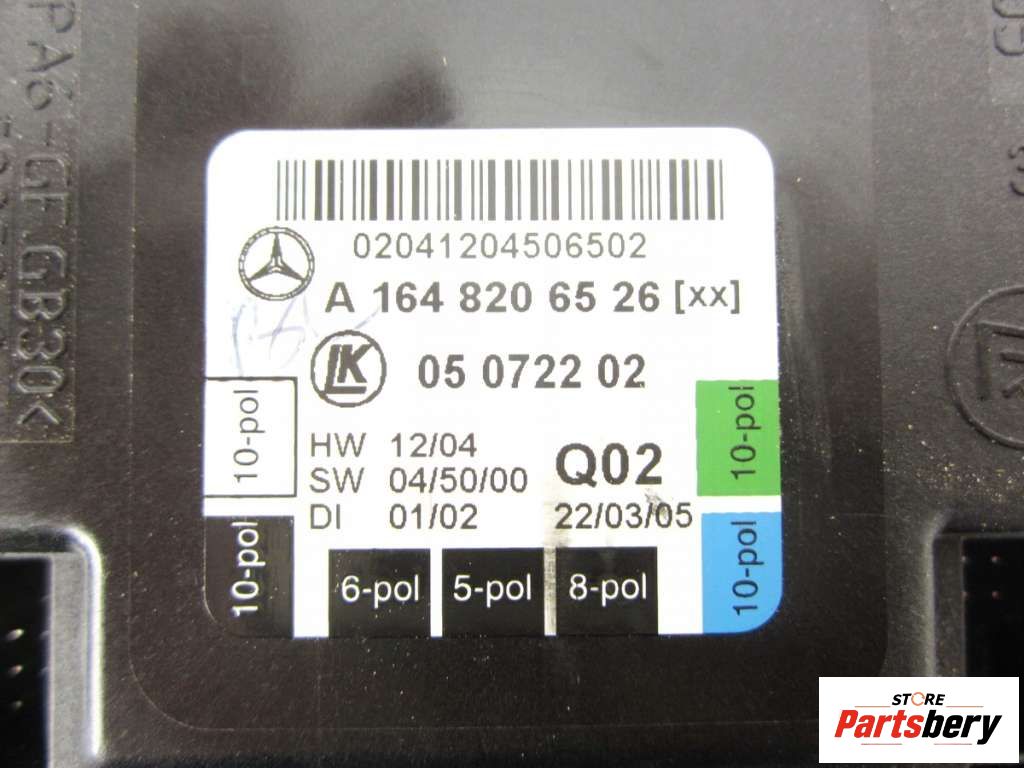 >PA6-GF GB30<
02041204506502
A 164 820 65 26 [xx]
LK
05 0722 02
HW 12/04
SW 04/50/00
DI 01/02
Q02
22/03/05
10-pol
10-pol
10-pol
10-pol
6-pol
5-pol
8-pol
STORE
Partsbery